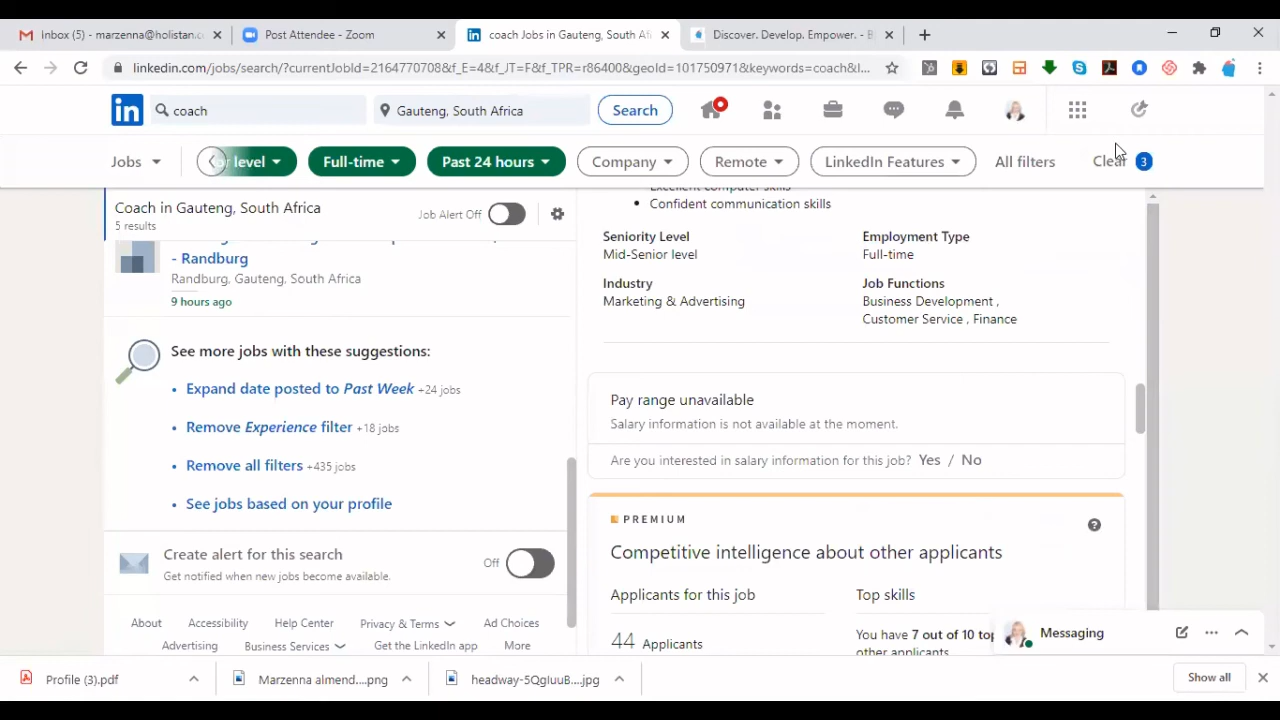 Inbox (5) - marzenna@holistan.c
Post Attendee - Zoom
coach Jobs in Gauteng, South Af
Discover. Develop. Empower. - B
linkedin.com/jobs/search/?currentJobId=2164770708&f_E=4&f_JT=F&f_TPR=r86400&geoId=101750971&keywords=coach&l...
in
coach
Gauteng, South Africa
Search
Jobs
or level
Full-time
Past 24 hours
Company
Remote
LinkedIn Features
All filters
Clear 3
Coach in Gauteng, South Africa
5 results
Job Alert Off
- Randburg
Randburg, Gauteng, South Africa
9 hours ago
See more jobs with these suggestions:
• Expand date posted to Past Week +24 jobs
• Remove Experience filter +18 jobs
• Remove all filters +435 jobs
• See jobs based on your profile
Create alert for this search
Get notified when new jobs become available.
Off
About Accessibility Help Center Privacy & Terms Ad Choices
Advertising Business Services Get the LinkedIn app More
Excellent computer skills
• Confident communication skills
Seniority Level
Mid-Senior level
Employment Type
Full-time
Industry
Marketing & Advertising
Job Functions
Business Development ,
Customer Service , Finance
Pay range unavailable
Salary information is not available at the moment.
Are you interested in salary information for this job? Yes / No
PREMIUM
Competitive intelligence about other applicants
Applicants for this job
44 Applicants
Top skills
You have 7 out of 10 top
other applicants
Messaging
Profile (3).pdf
Marzenna almend....png
headway-5QgIuuB....jpg
Show all